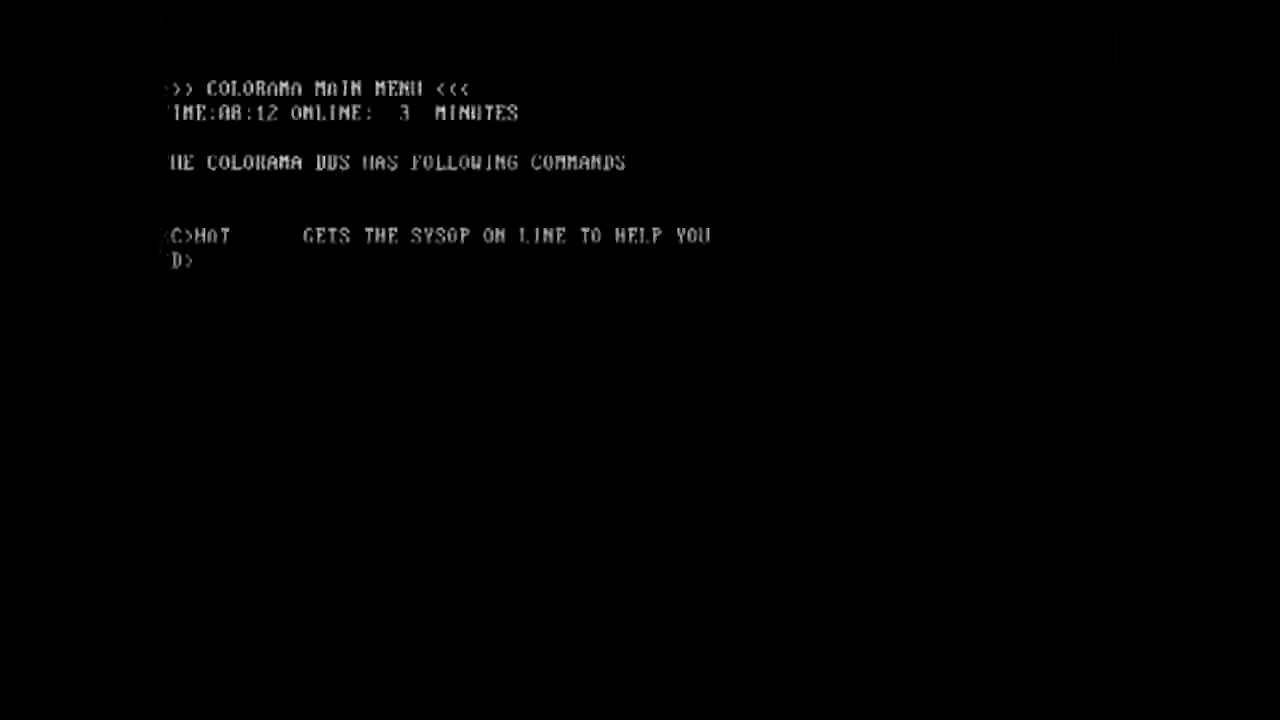 >> COLORAMA MAIN MENU <<<
TIME:08:12 ONLINE: 3 MINUTES
HE COLORAMA BBS HAS FOLLOWING COMMANDS
<C>HAT GETS THE SYSOP ON LINE TO HELP YOU
<D>